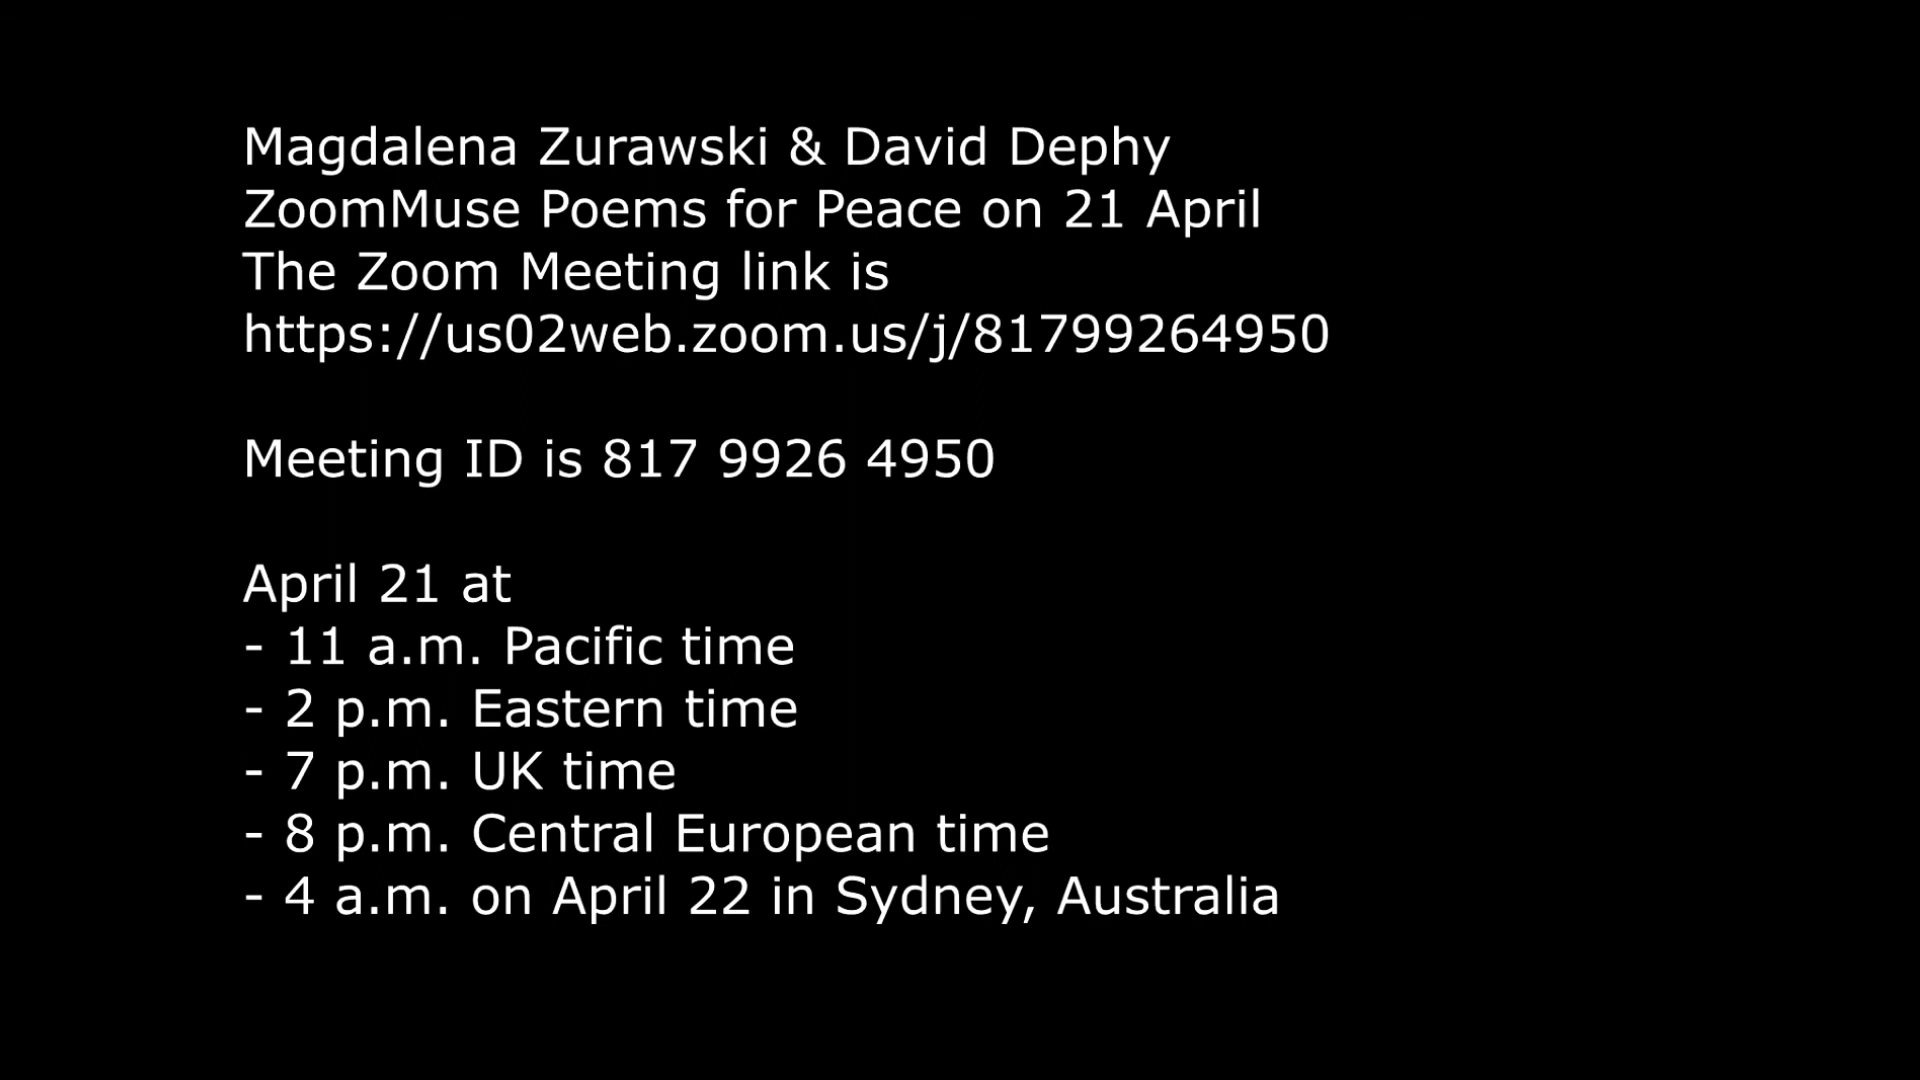 Magdalena Zurawski & David Dephy
ZoomMuse Poems for Peace on 21 April
The Zoom Meeting link is
https://us02web.zoom.us/j/81799264950
Meeting ID is 817 9926 4950
April 21 at
- 11 a.m. Pacific time
- 2 p.m. Eastern time
- 7 p.m. UK time
- 8 p.m. Central European time
- 4 a.m. on April 22 in Sydney, Australia